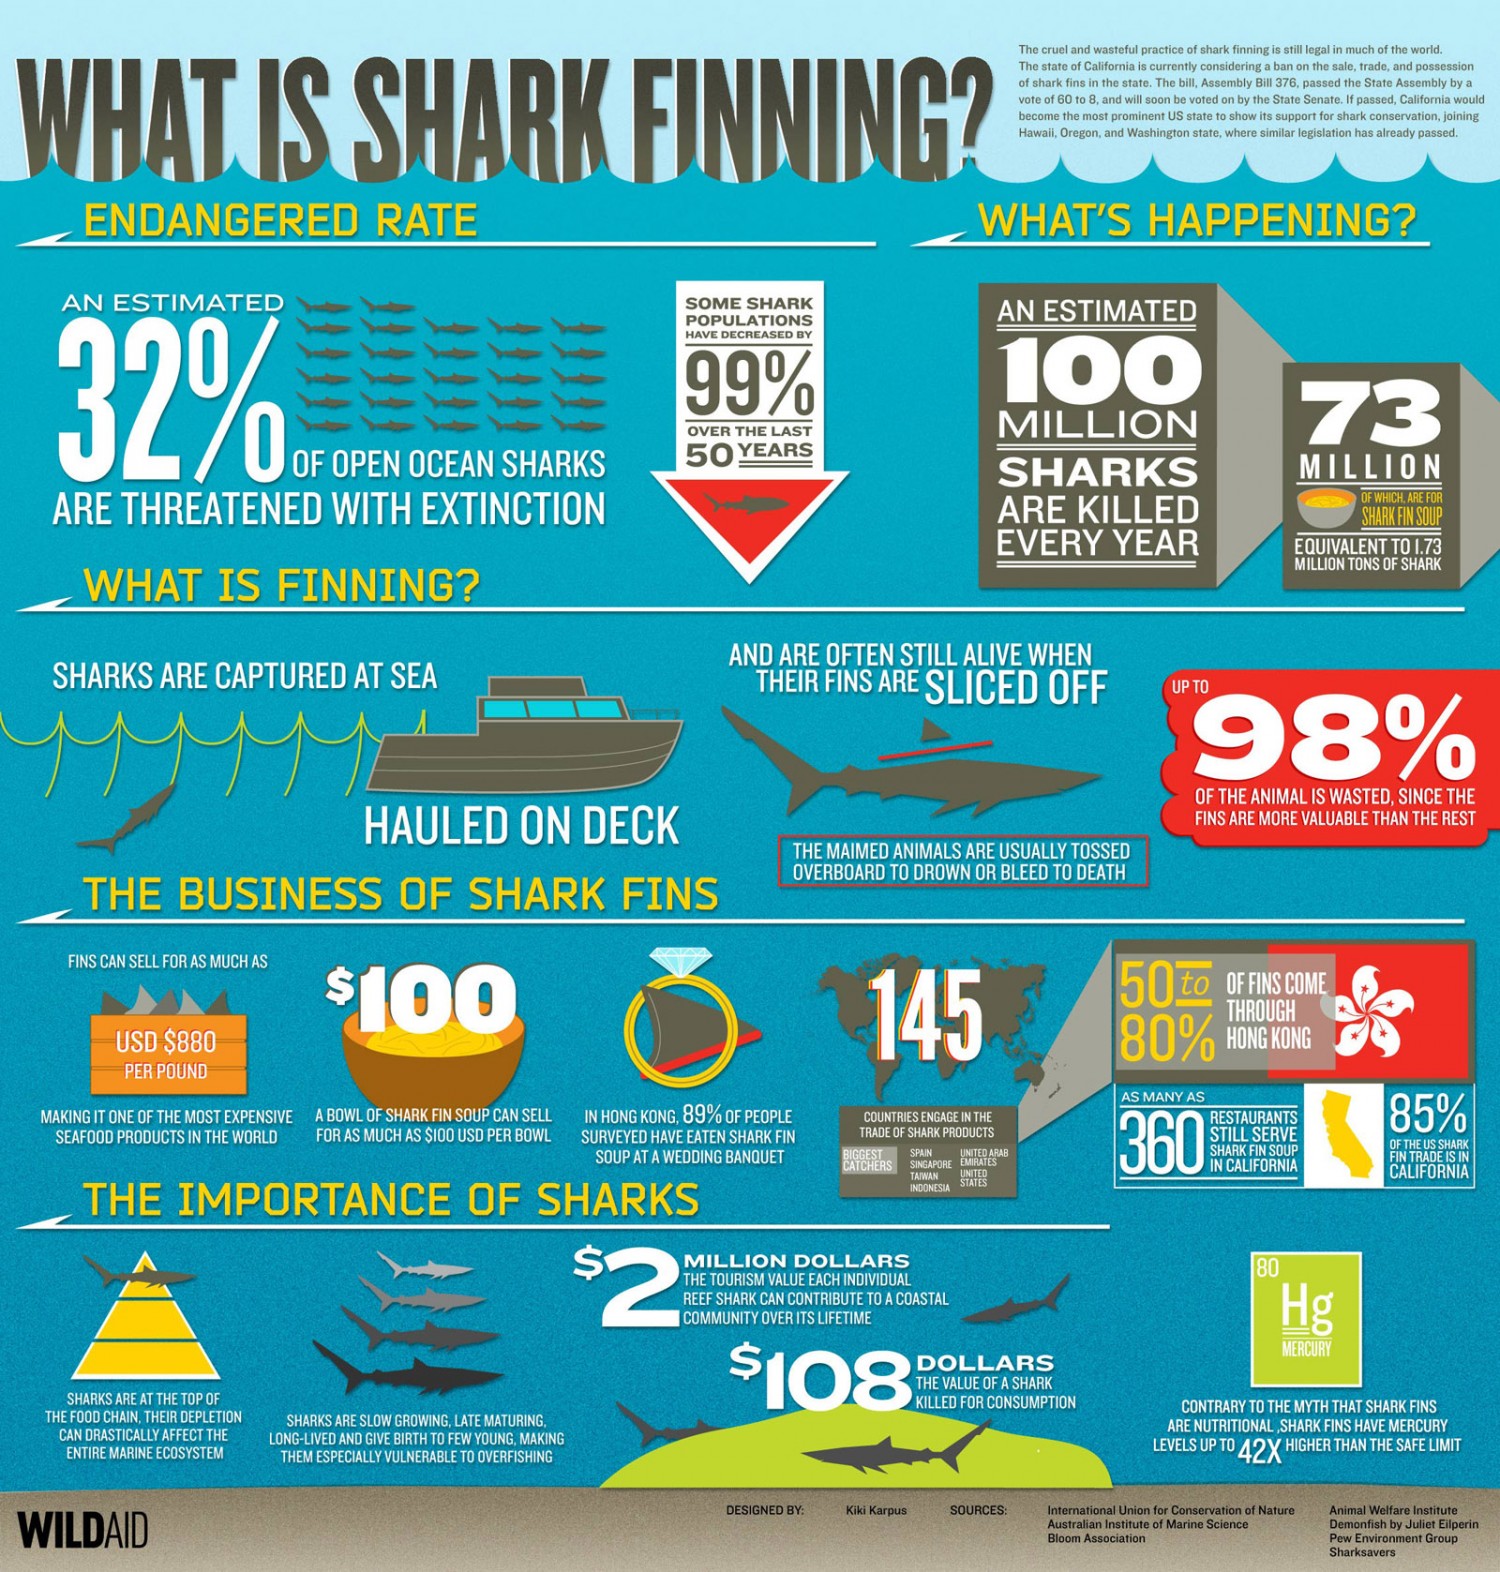 WHAT IS SHARK FINNING?
The cruel and wasteful practice of shark finning is still legal in much of the world.
The state of California is currently considering a ban on the sale, trade, and possession
of shark fins in the state. The bill, Assembly Bill 376, passed the State Assembly by a
vote of 60 to 8, and will soon be voted on by the State Senate. If passed, California would
become the most prominent US state to show its support for shark conservation, joining
Hawaii, Oregon, and Washington state, where similar legislation has already passed.
ENDANGERED RATE
AN ESTIMATED
32%
OF OPEN OCEAN SHARKS
ARE THREATENED WITH EXTINCTION
SOME SHARK
POPULATIONS
HAVE DECREASED BY
99%
OVER THE LAST
50 YEARS
WHAT'S HAPPENING?
AN ESTIMATED
100
MILLION
SHARKS
ARE KILLED
EVERY YEAR
73
MILLION
OF WHICH, ARE FOR
SHARK FIN SOUP
EQUIVALENT TO 1.73
MILLION TONS OF SHARK
WHAT IS FINNING?
SHARKS ARE CAPTURED AT SEA
HAULED ON DECK
AND ARE OFTEN STILL ALIVE WHEN
THEIR FINS ARE SLICED OFF
THE MAIMED ANIMALS ARE USUALLY TOSSED
OVERBOARD TO DROWN OR BLEED TO DEATH
UP TO
98%
OF THE ANIMAL IS WASTED, SINCE THE
FINS ARE MORE VALUABLE THAN THE REST
THE BUSINESS OF SHARK FINS
FINS CAN SELL FOR AS MUCH AS
USD $880
PER POUND
MAKING IT ONE OF THE MOST EXPENSIVE
SEAFOOD PRODUCTS IN THE WORLD
$100
A BOWL OF SHARK FIN SOUP CAN SELL
FOR AS MUCH AS $100 USD PER BOWL
IN HONG KONG, 89% OF PEOPLE
SURVEYED HAVE EATEN SHARK FIN
SOUP AT A WEDDING BANQUET
145
COUNTRIES ENGAGE IN THE
TRADE OF SHARK PRODUCTS
BIGGEST
CATCHERS
SPAIN
SINGAPORE
TAIWAN
INDONESIA
UNITED ARAB
EMIRATES
UNITED
STATES
50 to
80%
OF FINS COME
THROUGH
HONG KONG
AS MANY AS
360
RESTAURANTS
STILL SERVE
SHARK FIN SOUP
IN CALIFORNIA
85%
OF THE US SHARK
FIN TRADE IS IN
CALIFORNIA
THE IMPORTANCE OF SHARKS
SHARKS ARE AT THE TOP OF
THE FOOD CHAIN, THEIR DEPLETION
CAN DRASTICALLY AFFECT THE
ENTIRE MARINE ECOSYSTEM
SHARKS ARE SLOW GROWING, LATE MATURING,
LONG-LIVED AND GIVE BIRTH TO FEW YOUNG, MAKING
THEM ESPECIALLY VULNERABLE TO OVERFISHING
$2
MILLION DOLLARS
THE TOURISM VALUE EACH INDIVIDUAL
REEF SHARK CAN CONTRIBUTE TO A COASTAL
COMMUNITY OVER ITS LIFETIME
$108
DOLLARS
THE VALUE OF A SHARK
KILLED FOR CONSUMPTION
80
Hg
MERCURY
CONTRARY TO THE MYTH THAT SHARK FINS
ARE NUTRITIONAL ,SHARK FINS HAVE MERCURY
LEVELS UP TO 42X HIGHER THAN THE SAFE LIMIT
WILDAID
DESIGNED BY: Kiki Karpus
SOURCES:
International Union for Conservation of Nature
Australian Institute of Marine Science
Bloom Association
Animal Welfare Institute
Demonfish by Juliet Eilperin
Pew Environment Group
Sharksavers